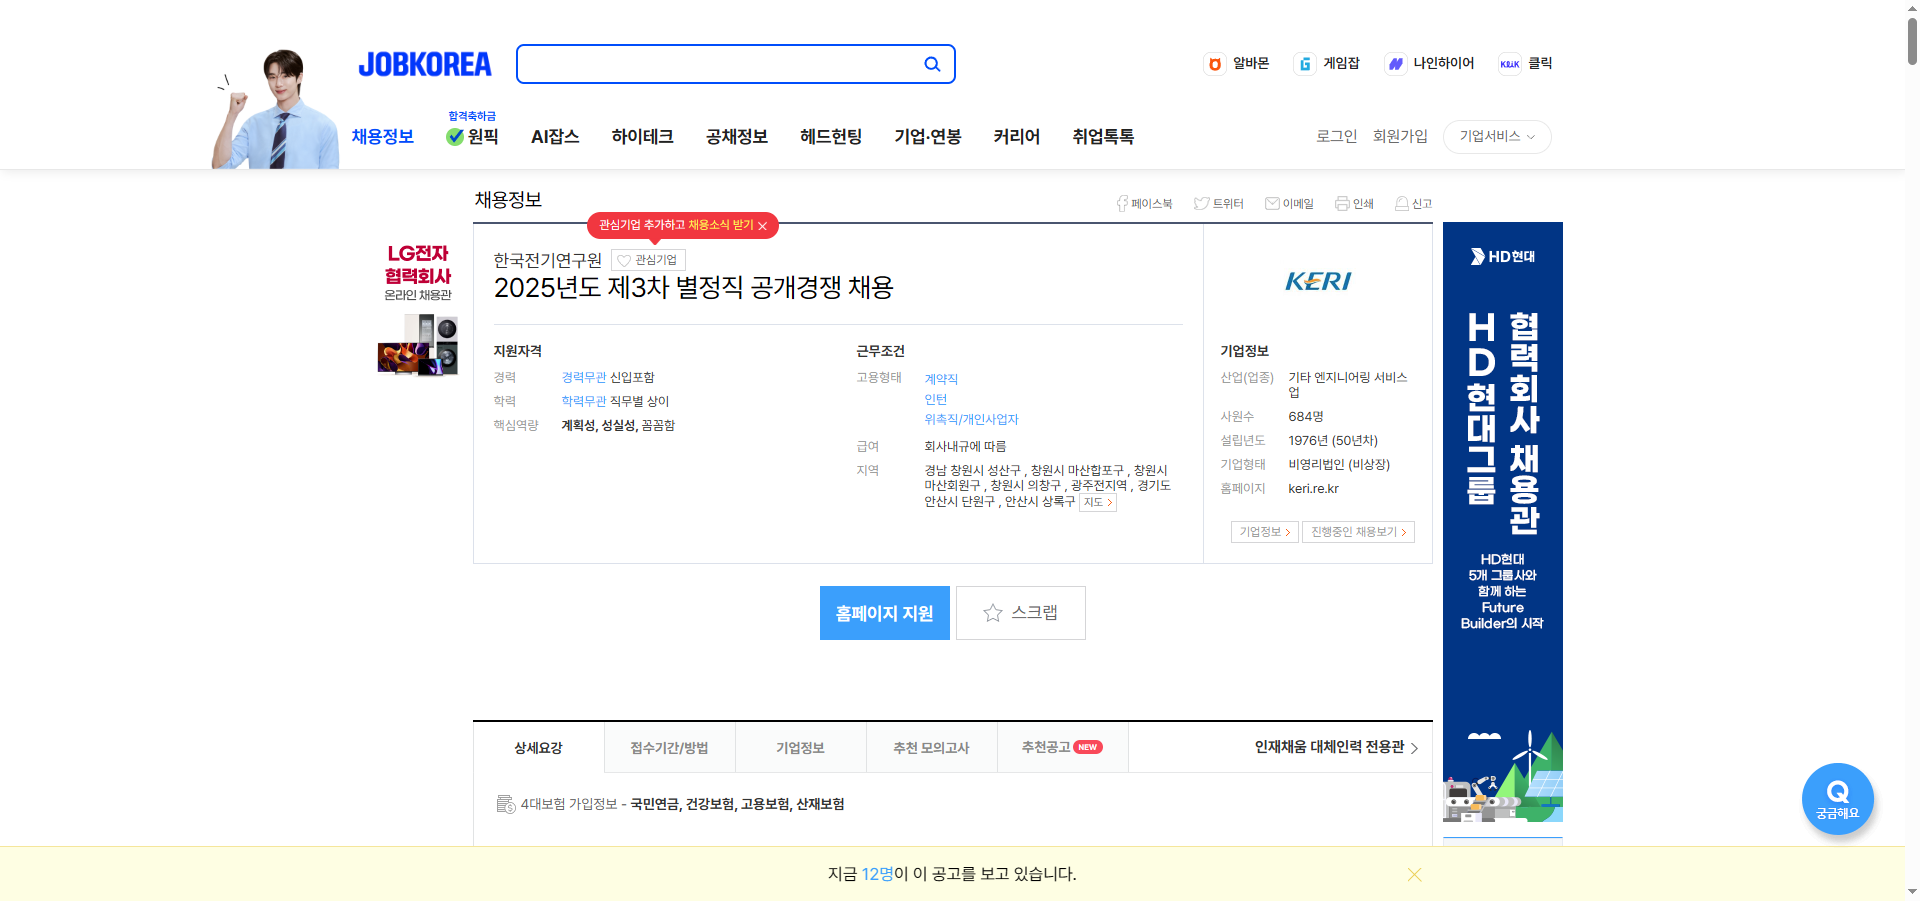 JOBKOREA
알바몬
게임잡
나인하이어
KLiK 클릭
합격축하금
채용정보
원픽
AI잡스
하이테크
공채정보
헤드헌팅
기업·연봉
커리어
취업톡톡
로그인
회원가입
기업서비스
채용정보
페이스북
트위터
이메일
인쇄
신고
관심기업 추가하고 채용소식 받기
LG전자
협력회사
온라인 채용관
한국전기연구원
관심기업
2025년도 제3차 별정직 공개경쟁 채용
지원자격
경력 경력무관 신입포함
학력 학력무관 직무별 상이
핵심역량 계획성, 성실성, 꼼꼼함
근무조건
고용형태 계약직
인턴
위촉직/개인사업자
급여 회사내규에 따름
지역 경남 창원시 성산구 , 창원시 마산합포구 , 창원시
마산회원구 , 창원시 의창구 , 광주전지역 , 경기도
안산시 단원구 , 안산시 상록구 지도
KERI
기업정보
산업(업종) 기타 엔지니어링 서비스
업
사원수 684명
설립년도 1976년 (50년차)
기업형태 비영리법인 (비상장)
홈페이지 keri.re.kr
기업정보
진행중인 채용보기
HD현대
협력회사 채용관
HD현대그룹
HD현대
5개 그룹사와
함께 하는
Future
Builder의 시작
홈페이지 지원
스크랩
상세요강
접수기간/방법
기업정보
추천 모의고사
추천공고 NEW
인재채움 대체인력 전용관
4대보험 가입정보 - 국민연금, 건강보험, 고용보험, 산재보험
Q
궁금해요
지금 12명이 이 공고를 보고 있습니다.